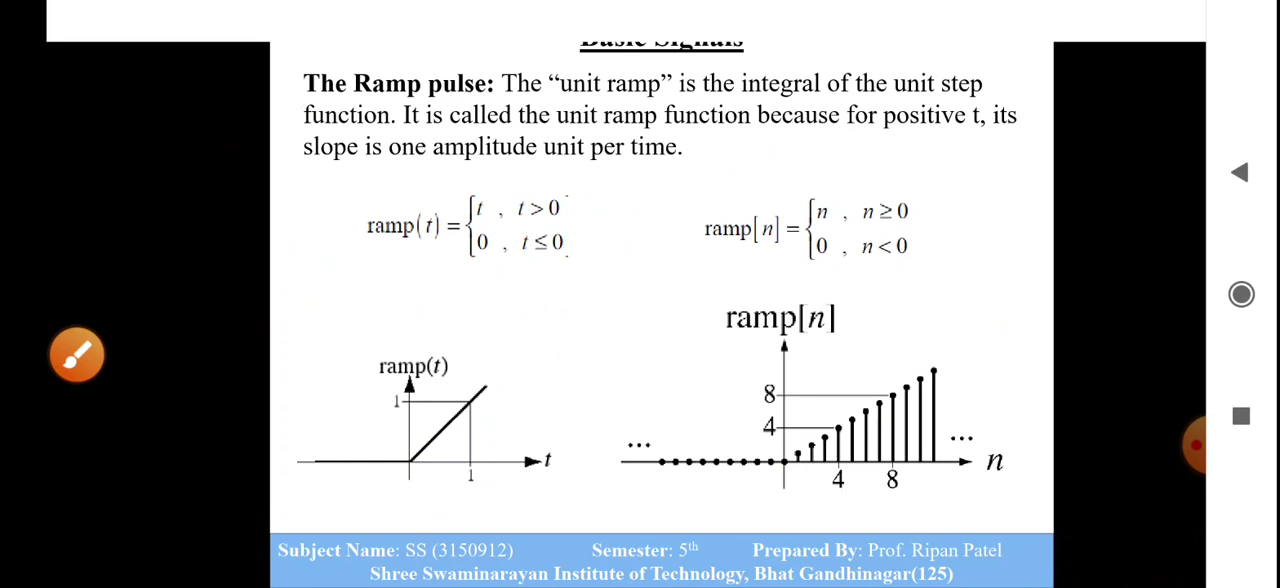 Basic Signals
The Ramp pulse: The “unit ramp” is the integral of the unit step
function. It is called the unit ramp function because for positive t, its
slope is one amplitude unit per time.
ramp(t) = { t , t > 0
0 , t ≤ 0
ramp[n] = { n , n ≥ 0
0 , n < 0
ramp(t)
1
t
1
ramp[n]
8
4
... ...
n
4 8
Subject Name: SS (3150912) Semester: 5th Prepared By: Prof. Ripan Patel
Shree Swaminarayan Institute of Technology, Bhat Gandhinagar(125)